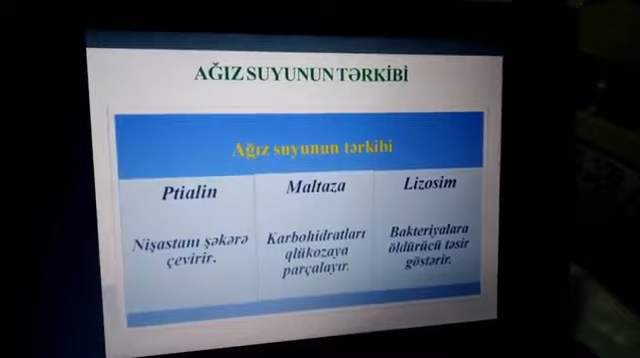 AĞIZ SUYUNUN TƏRKİBİ
Ağız suyunun tərkibi
Ptialin
Nişastanı şəkərə
çevirir.
Maltaza
Karbohidratları
qlükozaya
parçalayır.
Lizosim
Bakteriyalara
öldürücü təsir
göstərir.